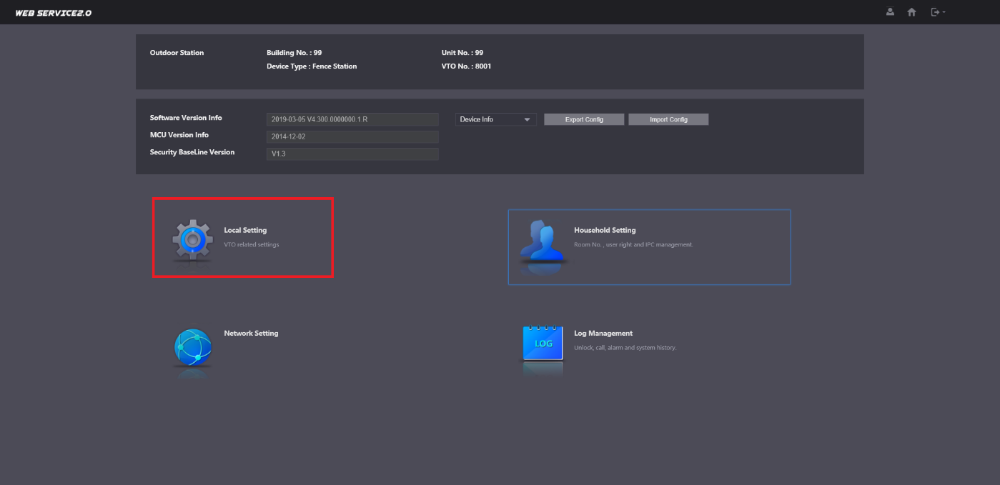 WEB SERVICE2.0
Outdoor Station
Building No. : 99
Unit No. : 99
Device Type : Fence Station
VTO No. : 8001
Software Version Info
2019-03-05 V4.300.0000000.1.R
Device Info
Export Config
Import Config
MCU Version Info
2014-12-02
Security BaseLine Version
V1.3
Local Setting
VTO related settings
Household Setting
Room No. , user right and IPC management.
Network Setting
Log Management
LOG
Unlock, call, alarm and system history.